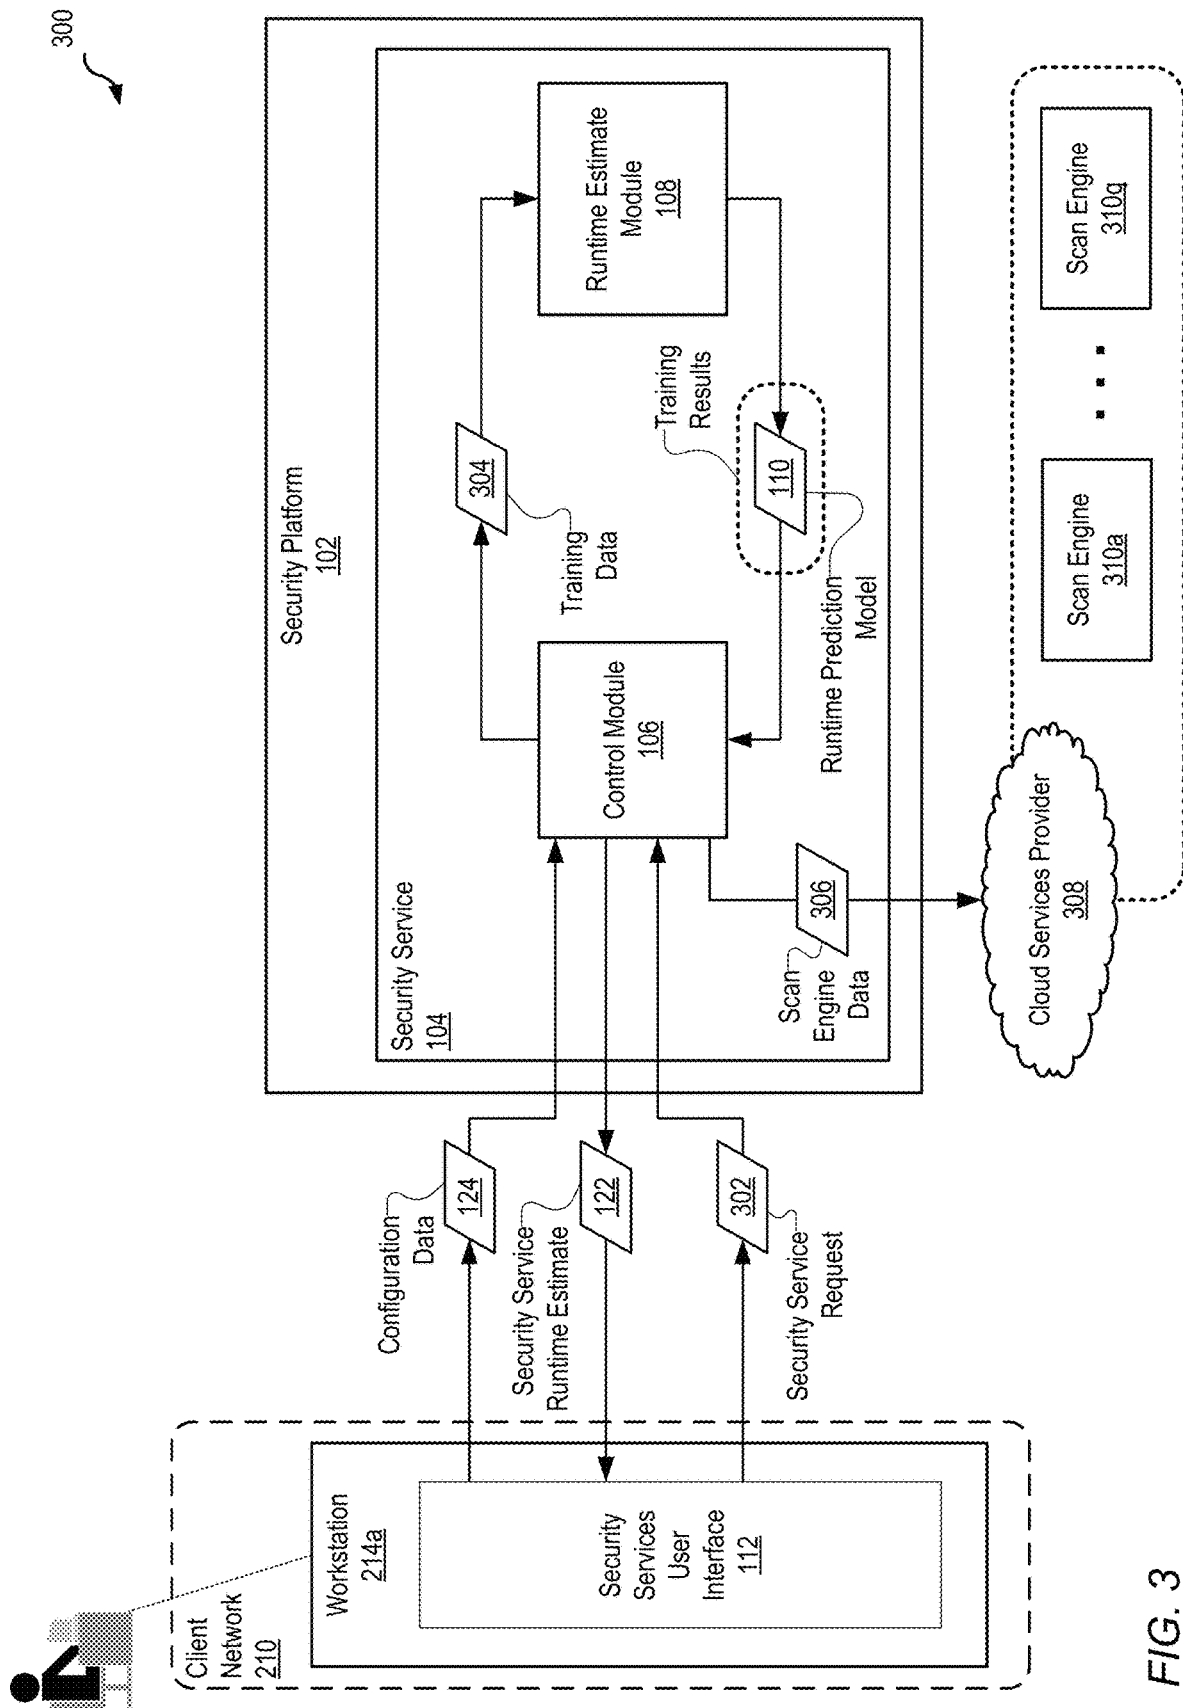 300
Security Platform
102
Security Service
104
Control Module
106
Runtime Estimate
Module
108
304
Training
Data
Training
Results
110
Runtime Prediction
Model
306
Scan
Engine
Data
Cloud Services Provider
308
Scan Engine
310a
Scan Engine
310q
Configuration
Data
124
Security Service
Runtime Estimate
122
Security Service
Request
302
Client
Network
210
Workstation
214a
Security
Services
User
Interface
112
FIG. 3